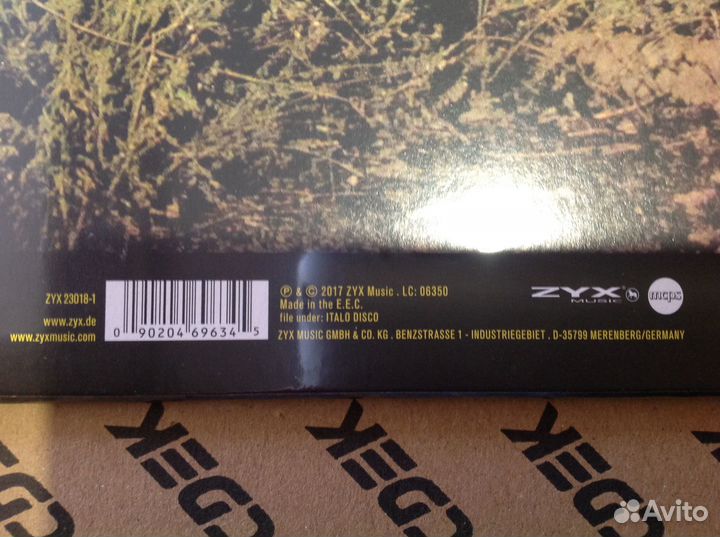 ZYX 23018-1
www.zyx.de
www.zyxmusic.com
0 90204 69634 5
℗ & © 2017 ZYX Music . LC: 06350
Made in the E.E.C.
file under: ITALO DISCO
ZYX MUSIC GMBH & CO. KG . BENZSTRASSE 1 - INDUSTRIEGEBIET . D-35799 MERENBERG/GERMANY
ZYX
MUSIC
mcps
Avito